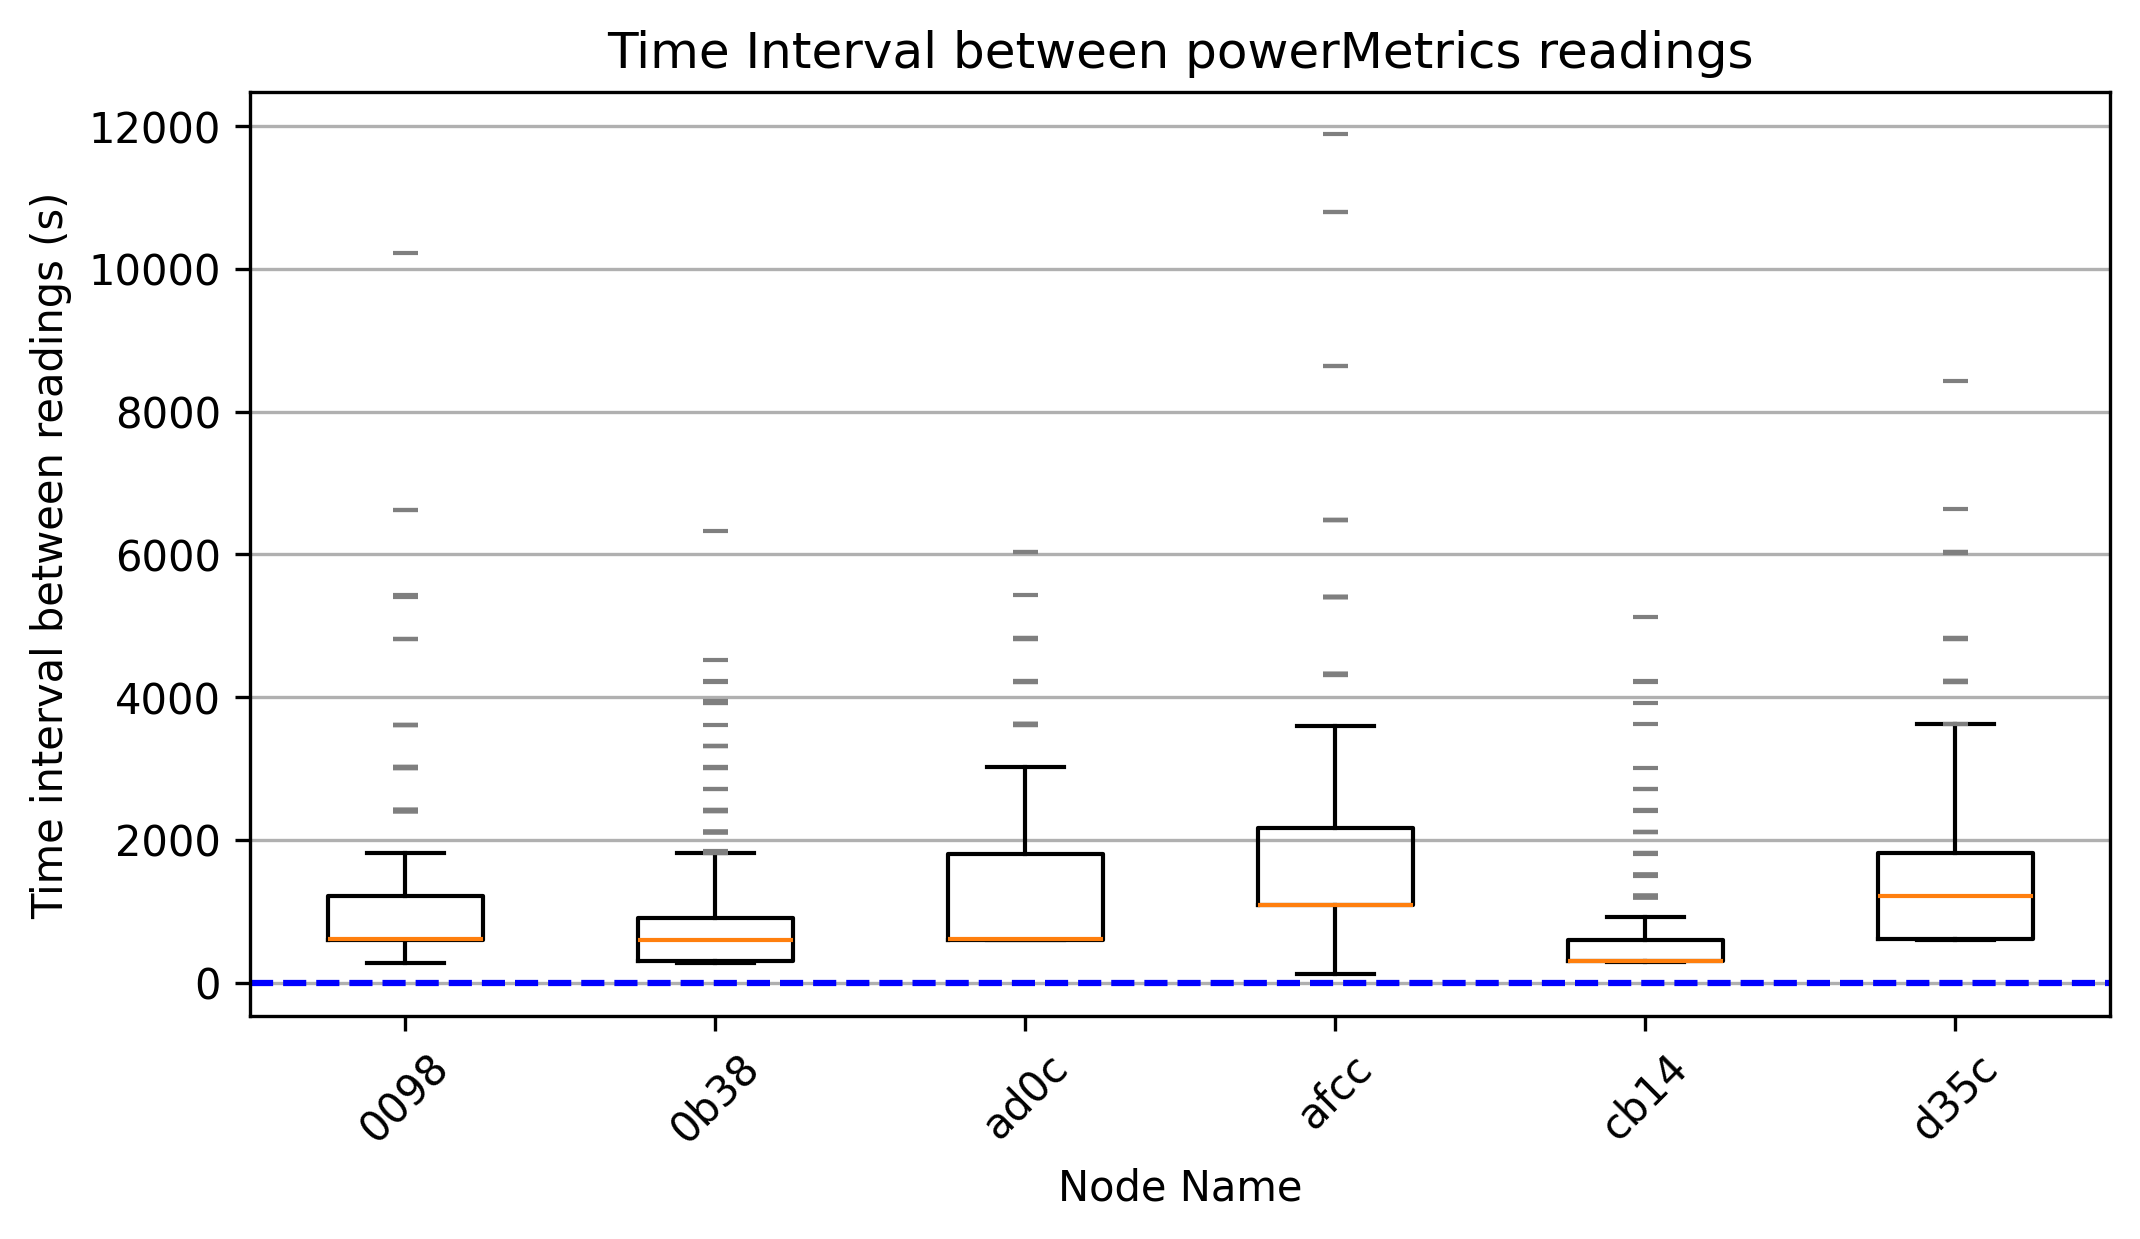 Time Interval between powerMetrics readings
Time interval between readings (s)
12000
10000
8000
6000
4000
2000
0
0098
0b38
ad0c
afcc
cb14
d35c
Node Name